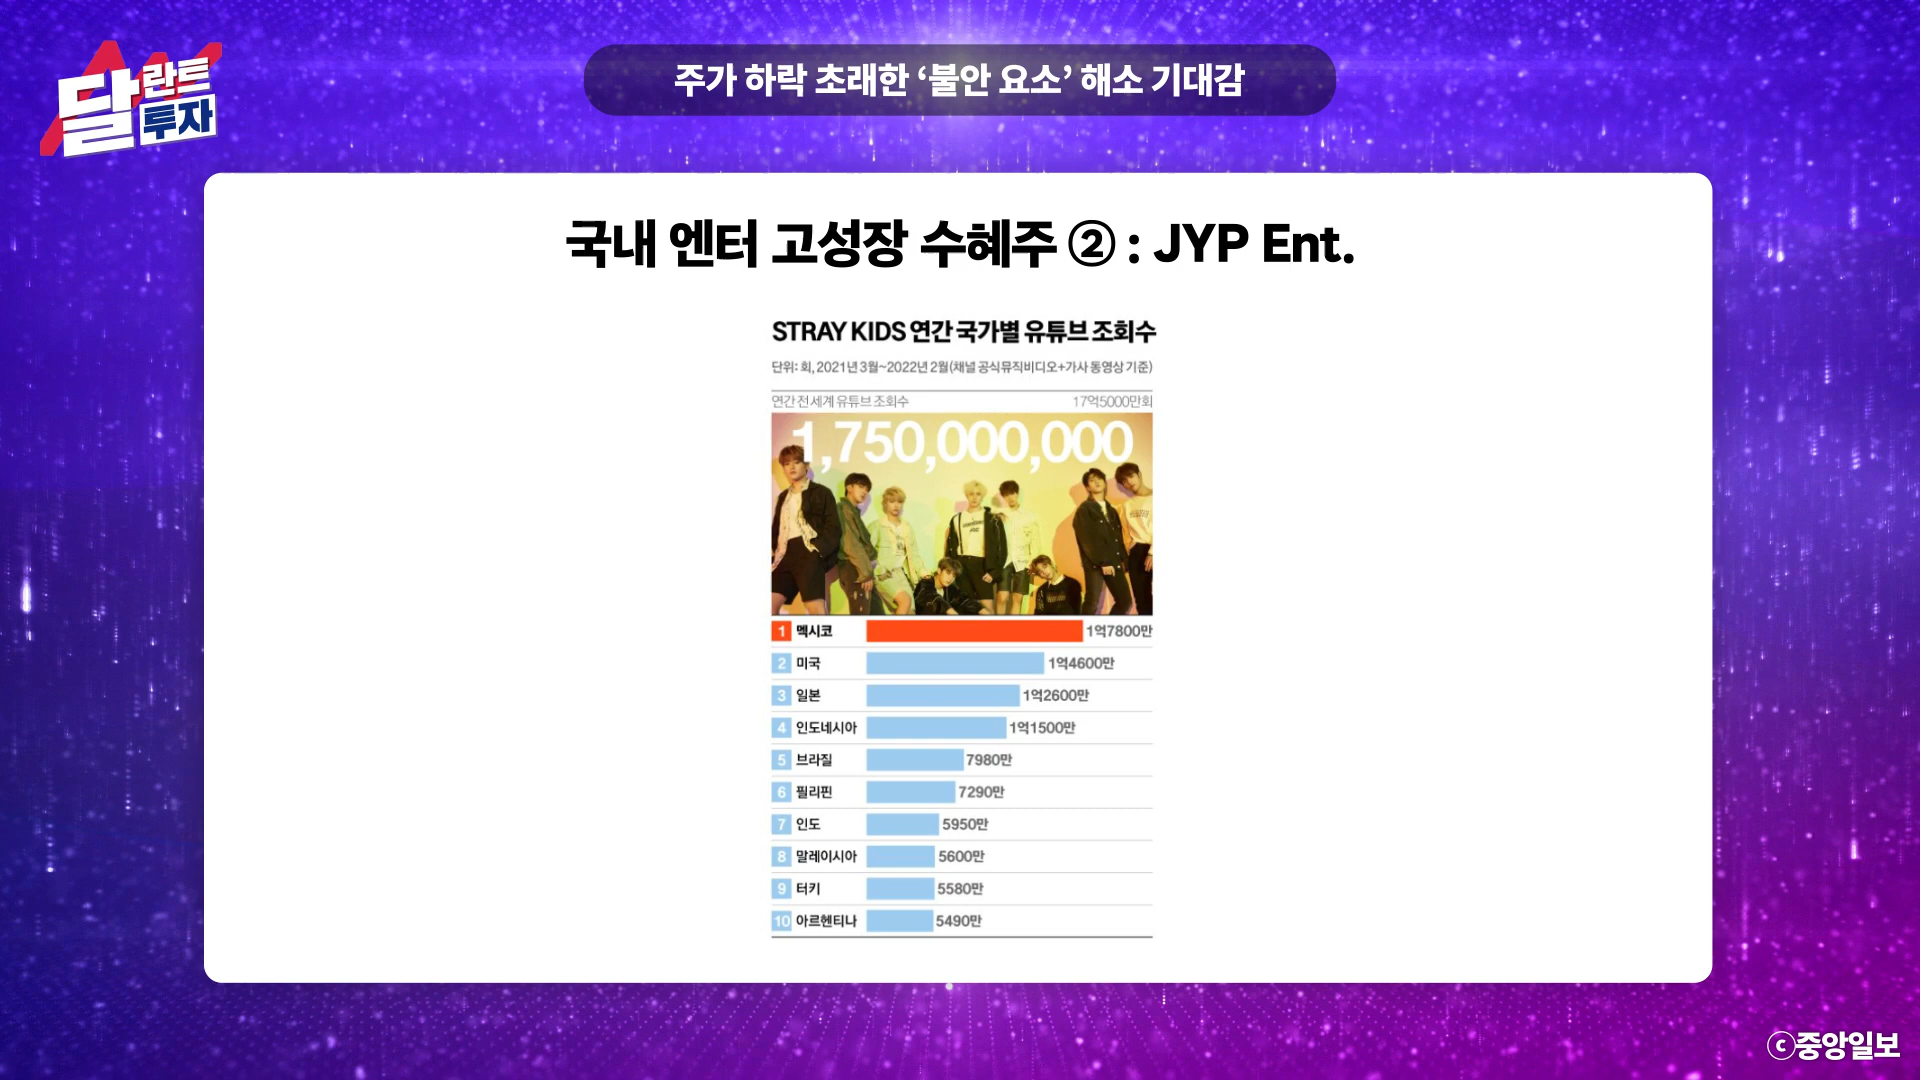 달란트
투자
주가 하락 초래한 ‘불안 요소’ 해소 기대감
국내 엔터 고성장 수혜주 ② : JYP Ent.
STRAY KIDS 연간 국가별 유튜브 조회수
단위: 회, 2021년 3월~2022년 2월(채널 공식뮤직비디오+가사 동영상 기준)
연간 전 세계 유튜브 조회수 17억5000만회
1,750,000,000
1 멕시코 1억7800만
2 미국 1억4600만
3 일본 1억2600만
4 인도네시아 1억1500만
5 브라질 7980만
6 필리핀 7290만
7 인도 5950만
8 말레이시아 5600만
9 터키 5580만
10 아르헨티나 5490만
ⓒ중앙일보